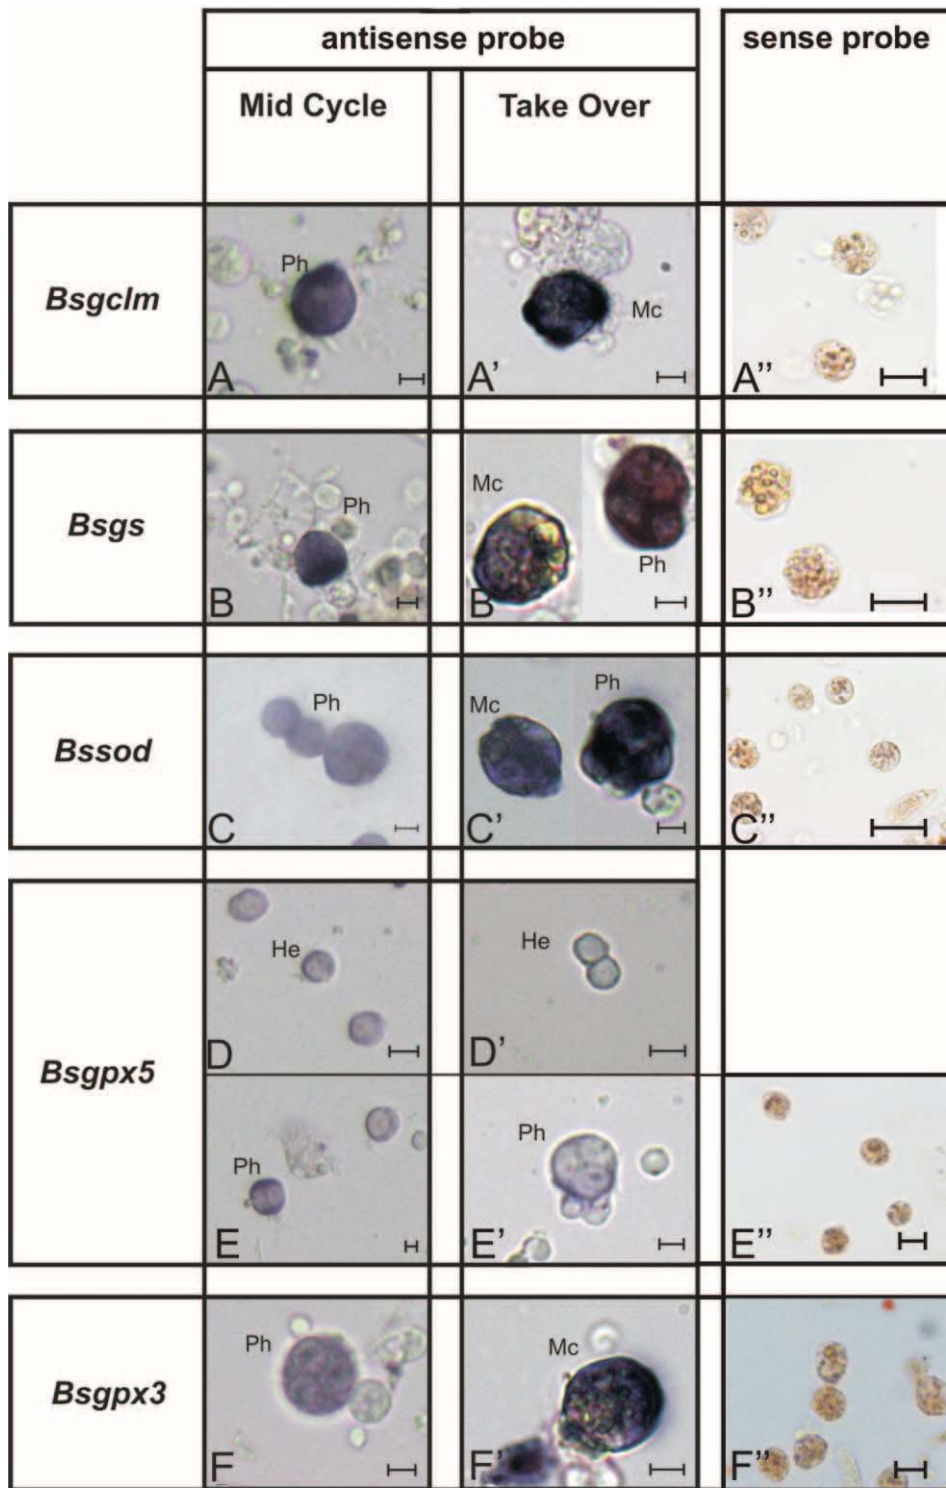 antisense probe
sense probe
Mid Cycle
Take Over
Bsgclm
Ph
A
Mc
A'
A''
Bsgs
Ph
B
Mc
Ph
B
B''
Bssod
Ph
C
Mc
Ph
C'
C''
Bsgpx5
He
D
He
D'
Ph
E
Ph
E'
E''
Bsgpx3
Ph
F
Mc
F'
F''